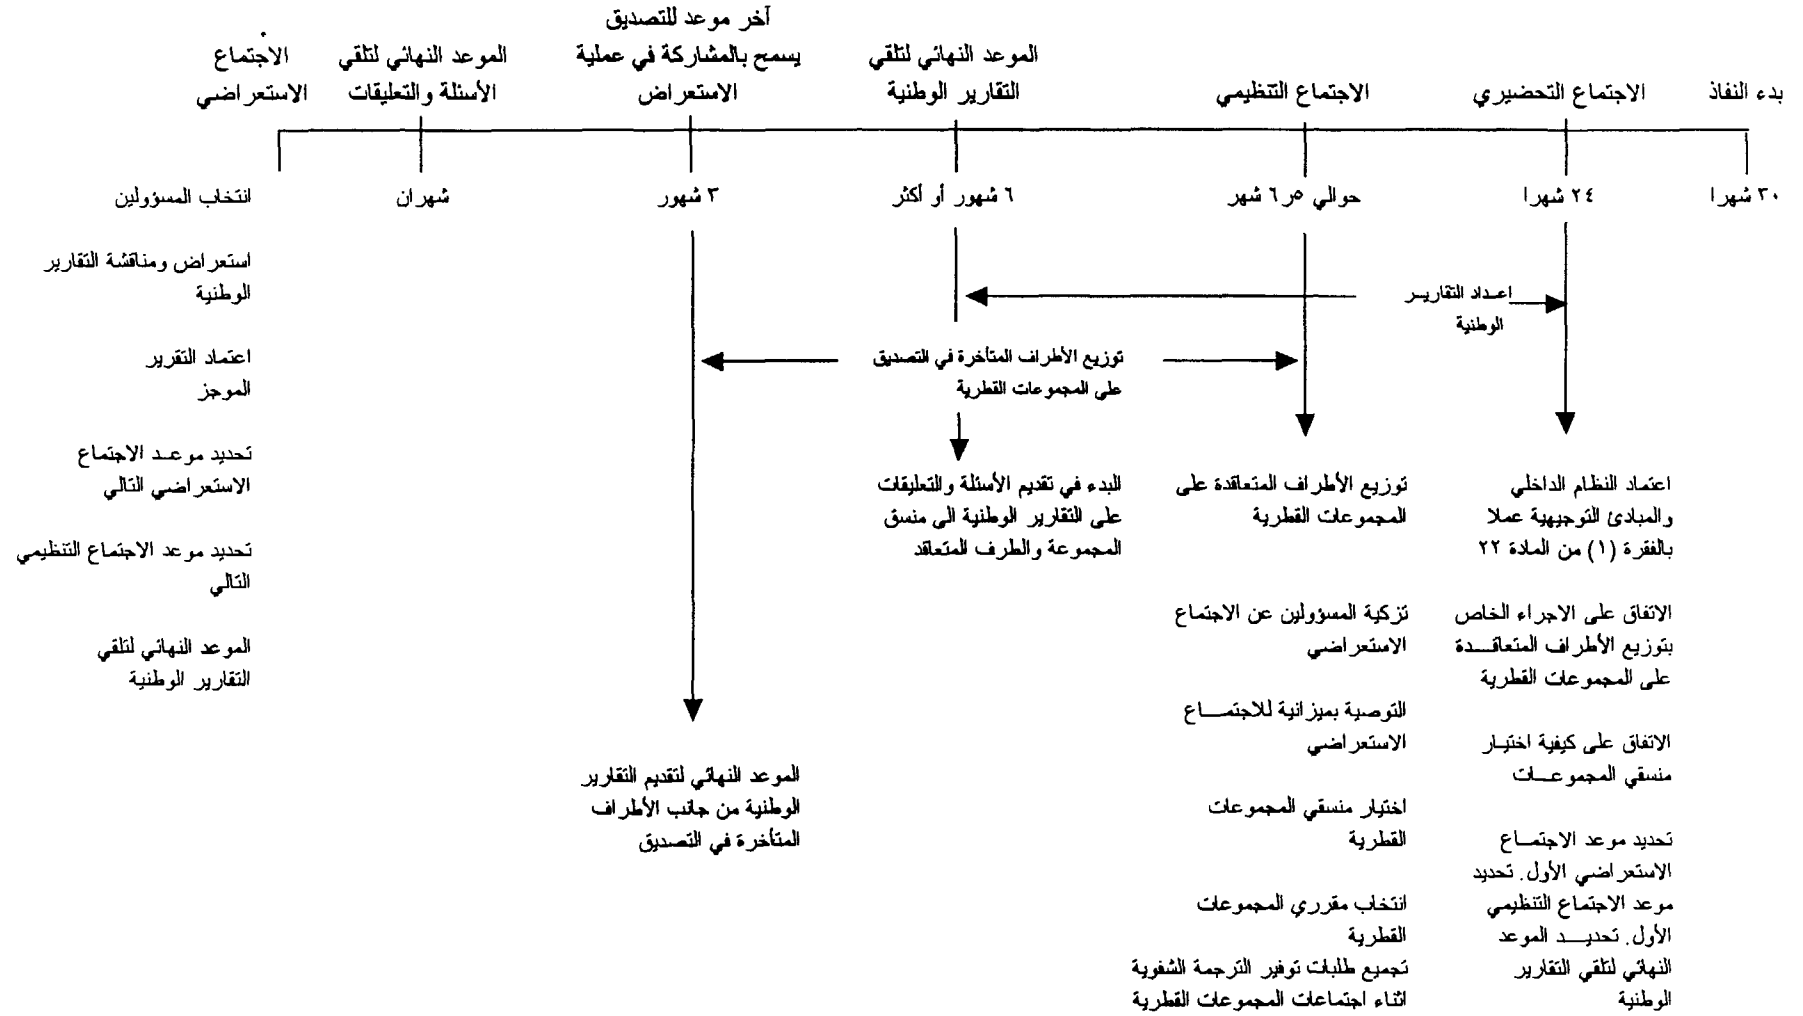 بدء النفاذ
الاجتماع التحضيري
الاجتماع التنظيمي
الموعد النهائي لتلقي
التقارير الوطنية
آخر موعد للتصديق
يسمح بالمشاركة في عملية
الاستعراض
الموعد النهائي لتلقي
الأسئلة والتعليقات
الاجتماع
الاستعراضي
٣٠ شهرا
٢٤ شهرا
حوالي ٥ر٦ شهر
٦ شهور أو أكثر
٣ شهور
شهران
انتخاب المسؤولين
استعراض ومناقشة التقارير
الوطنية
اعتماد التقرير
الموجز
تحديد موعد الاجتماع
الاستعراضي التالي
تحديد موعد الاجتماع التنظيمي
التالي
الموعد النهائي لتلقي
التقارير الوطنية
اعداد التقارير
الوطنية
توزيع الأطراف المتأخرة في التصديق
على المجموعات القطرية
اعتماد النظام الداخلي
والمبادئ التوجيهية عملا
بالفقرة (١) من المادة ٢٢
الاتفاق على الاجراء الخاص
بتوزيع الأطراف المتعاقدة
على المجموعات القطرية
الاتفاق على كيفية اختيار
منسقي المجموعات
تحديد موعد الاجتماع
الاستعراضي الأول. تحديد
موعد الاجتماع التنظيمي
الأول. تحديد الموعد
النهائي لتلقي التقارير
الوطنية
توزيع الأطراف المتعاقدة على
المجموعات القطرية
تزكية المسؤولين عن الاجتماع
الاستعراضي
التوصية بميزانية للاجتماع
الاستعراضي
اختيار منسقي المجموعات
القطرية
انتخاب مقرري المجموعات
القطرية
تجميع طلبات توفير الترجمة الشفوية
اثناء اجتماعات المجموعات القطرية
البدء في تقديم الأسئلة والتعليقات
على التقارير الوطنية الى منسق
المجموعة والطرف المتعاقد
الموعد النهائي لتقديم التقارير
الوطنية من جانب الأطراف
المتأخرة في التصديق